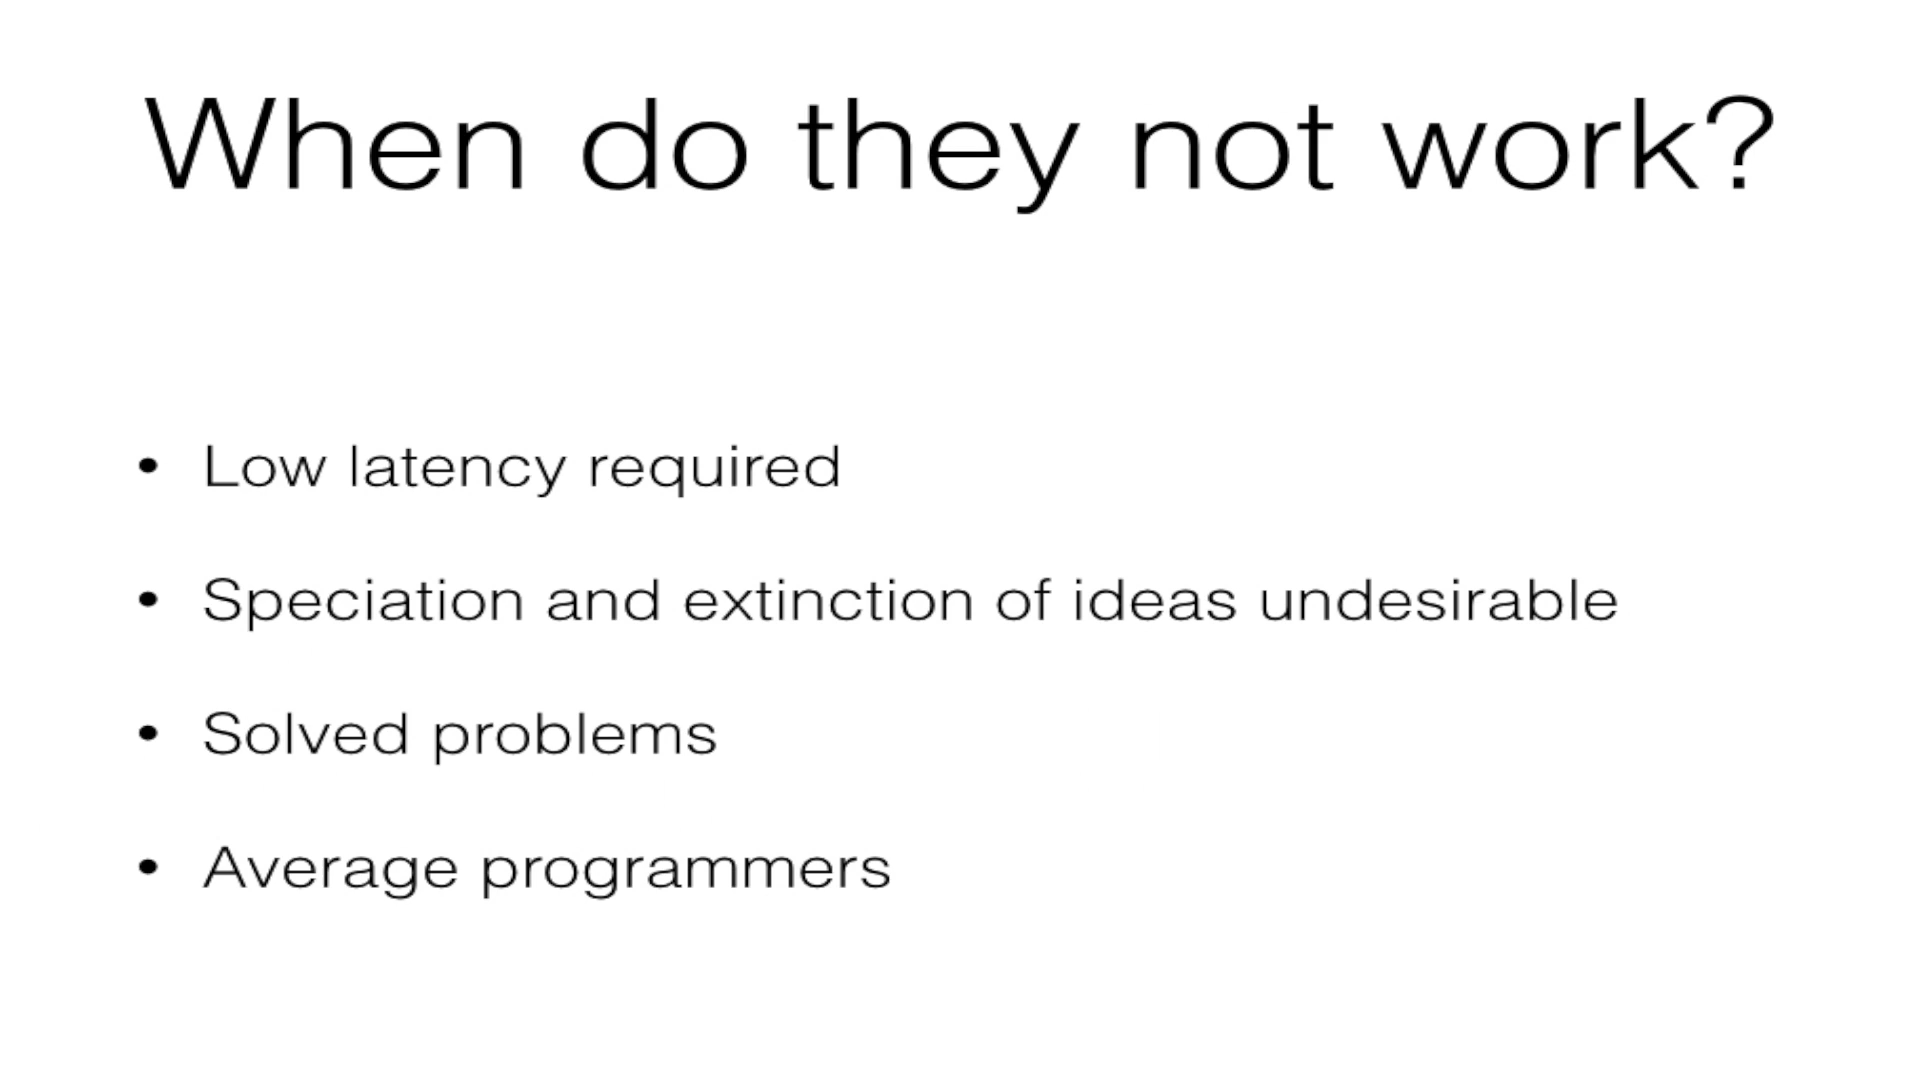 When do they not work?
• Low latency required
• Speciation and extinction of ideas undesirable
• Solved problems
• Average programmers